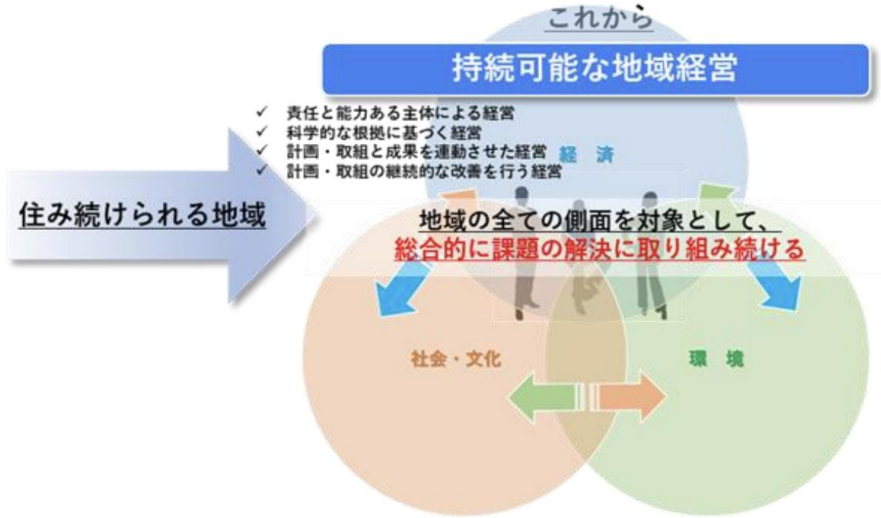 これから
持続可能な地域経営
✓ 責任と能力ある主体による経営
✓ 科学的な根拠に基づく経営
✓ 計画・取組と成果を連動させた経営
✓ 計画・取組の継続的な改善を行う経営
経 済
住み続けられる地域
地域の全ての側面を対象として、
総合的に課題の解決に取り組み続ける
社会・文化
環 境